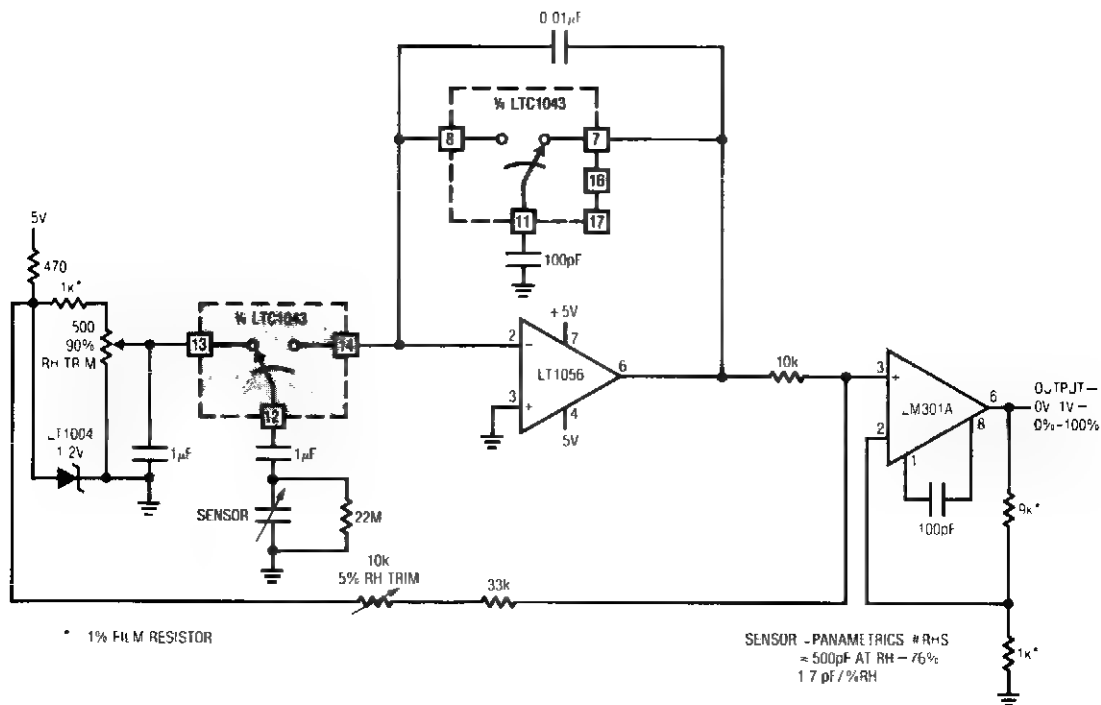 0 01µF
¼ LTC1043
8
7
16
11
17
100pF
5V
470
1k*
500
90%
RH TRIM
¼ LTC1043
13
14
12
LT1004
1.2V
1µF
1µF
SENSOR
22M
+5V
2
7
LT1056
6
3
4
5V
10k
3
LM301A
6
8
2
1
100pF
OUTPUT–
0V 1V–
0%–100%
9k*
1k*
10k
5% RH TRIM
33k
* 1% FILM RESISTOR
SENSOR –PANAMETRICS #RHS
≈ 500pF AT RH – 76%
1.7 pF/%RH